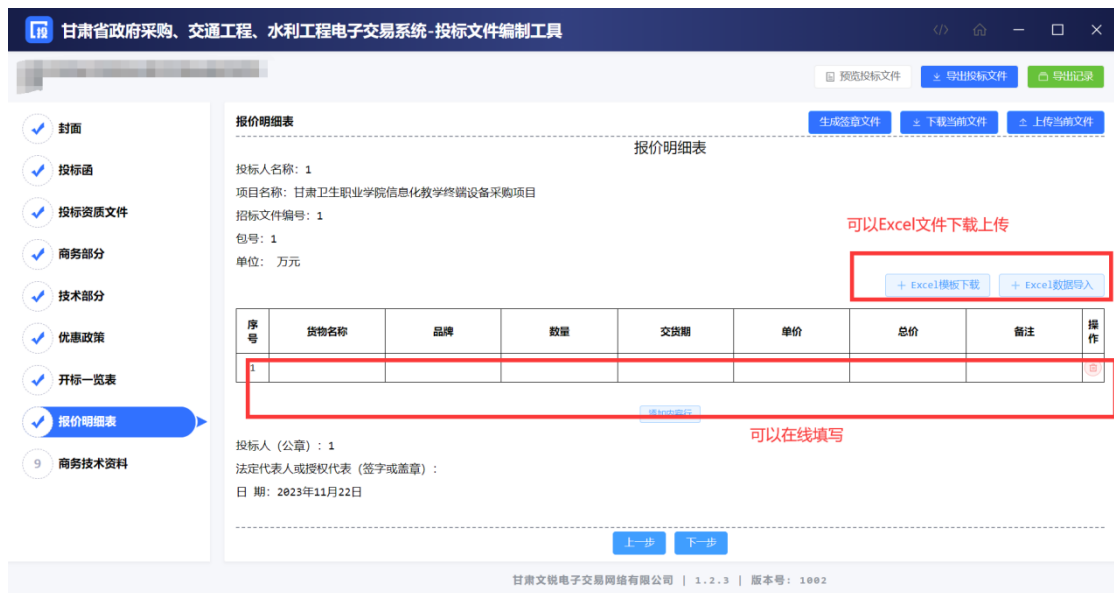 投 甘肃省政府采购、交通工程、水利工程电子交易系统-投标文件编制工具
预览投标文件 导出投标文件 导出记录
封面
投标函
投标资质文件
商务部分
技术部分
优惠政策
开标一览表
报价明细表
9 商务技术资料
报价明细表 生成签章文件 下载当前文件 上传当前文件
报价明细表
投标人名称: 1
项目名称: 甘肃卫生职业学院信息化教学终端设备采购项目
招标文件编号: 1
包号: 1
单位: 万元
可以Excel文件下载上传
+ Excel模板下载 + Excel数据导入
序号 货物名称 品牌 数量 交货期 单价 总价 备注 操作
1
添加内容行
可以在线填写
投标人（公章）: 1
法定代表人或授权代表（签字或盖章）:
日 期: 2023年11月22日
上一步 下一步
甘肃文锐电子交易网络有限公司 | 1.2.3 | 版本号: 1002